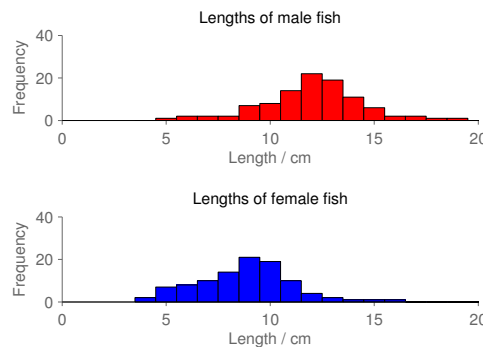 Lengths of male fish
40
20
0
Frequency
0 5 10 15 20
Length / cm
Lengths of female fish
40
20
0
Frequency
0 5 10 15 20
Length / cm